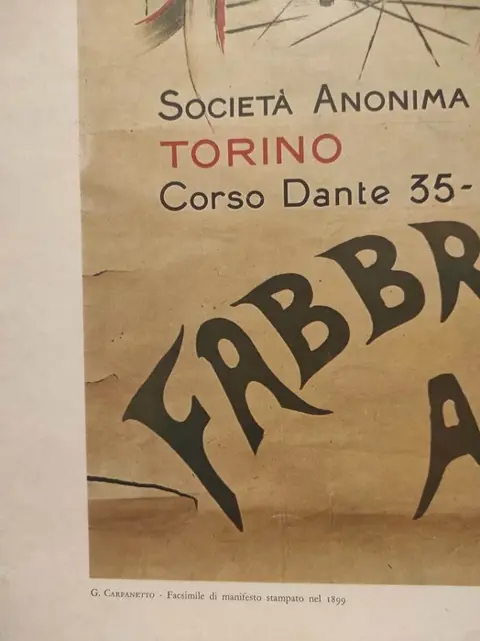 SOCIETÀ ANONIMA
TORINO
Corso Dante 35-
FABBR
A
G. CARPANETTO - Facsimile di manifesto stampato nel 1899